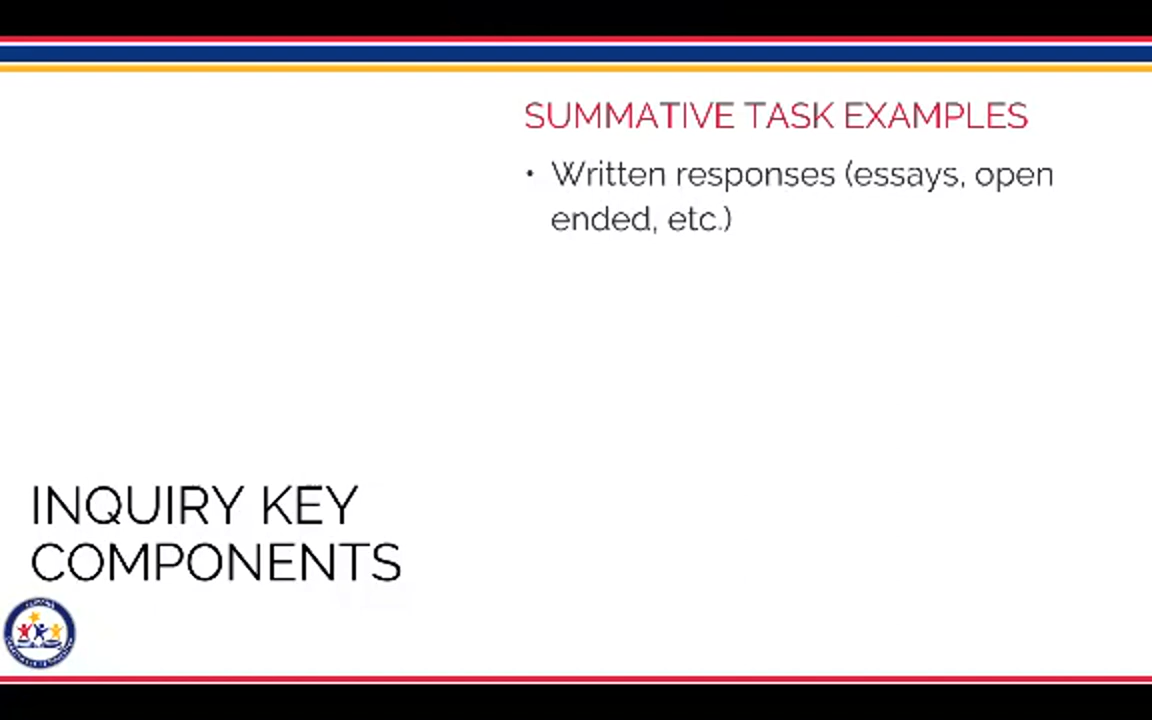 SUMMATIVE TASK EXAMPLES
• Written responses (essays, open
ended, etc.)
INQUIRY KEY
COMPONENTS